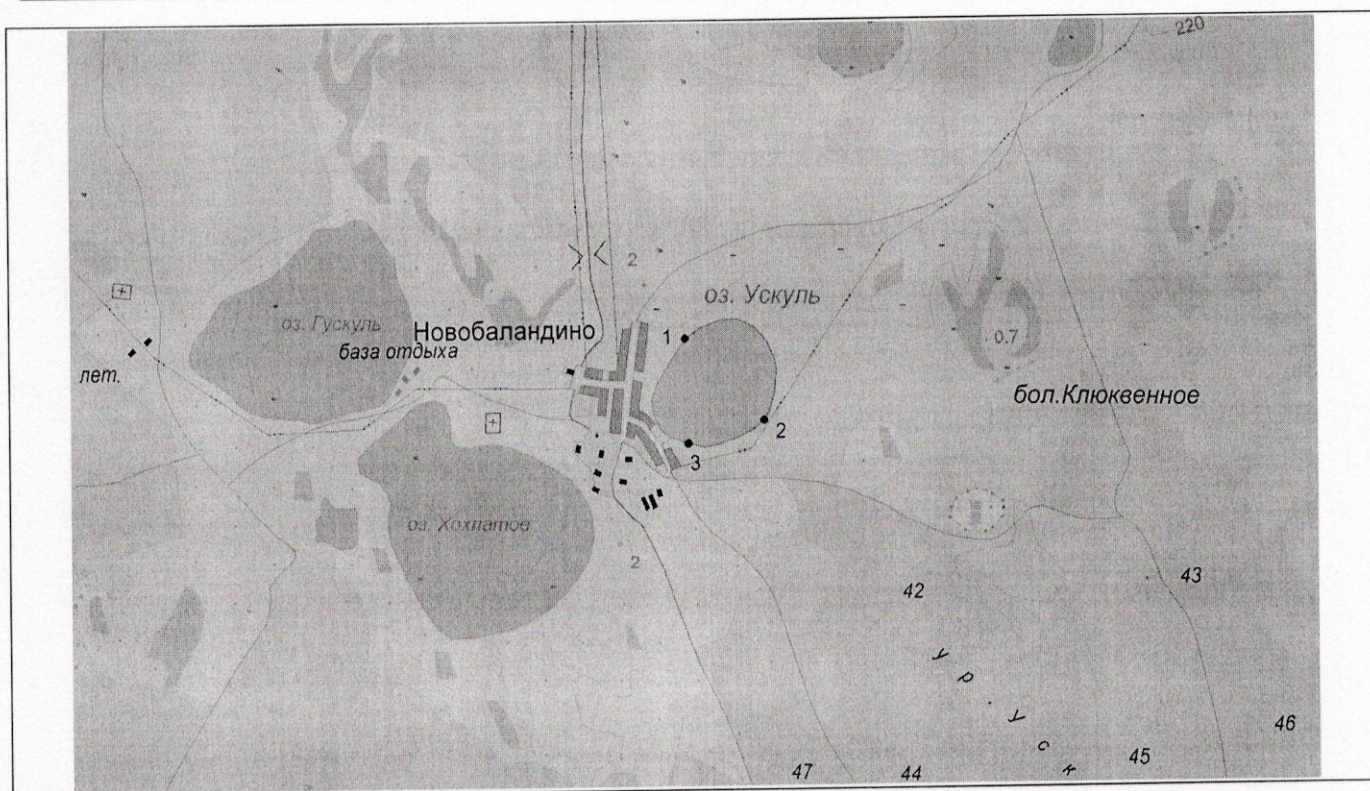 220
2
оз. Ускуль
оз. Гускуль
Новобаландино
1
база отдыха
о.7
лет.
бол.Клюквенное
2
3
оз. Хохлатое
2
42
43
У р . У с к
46
45
47
44